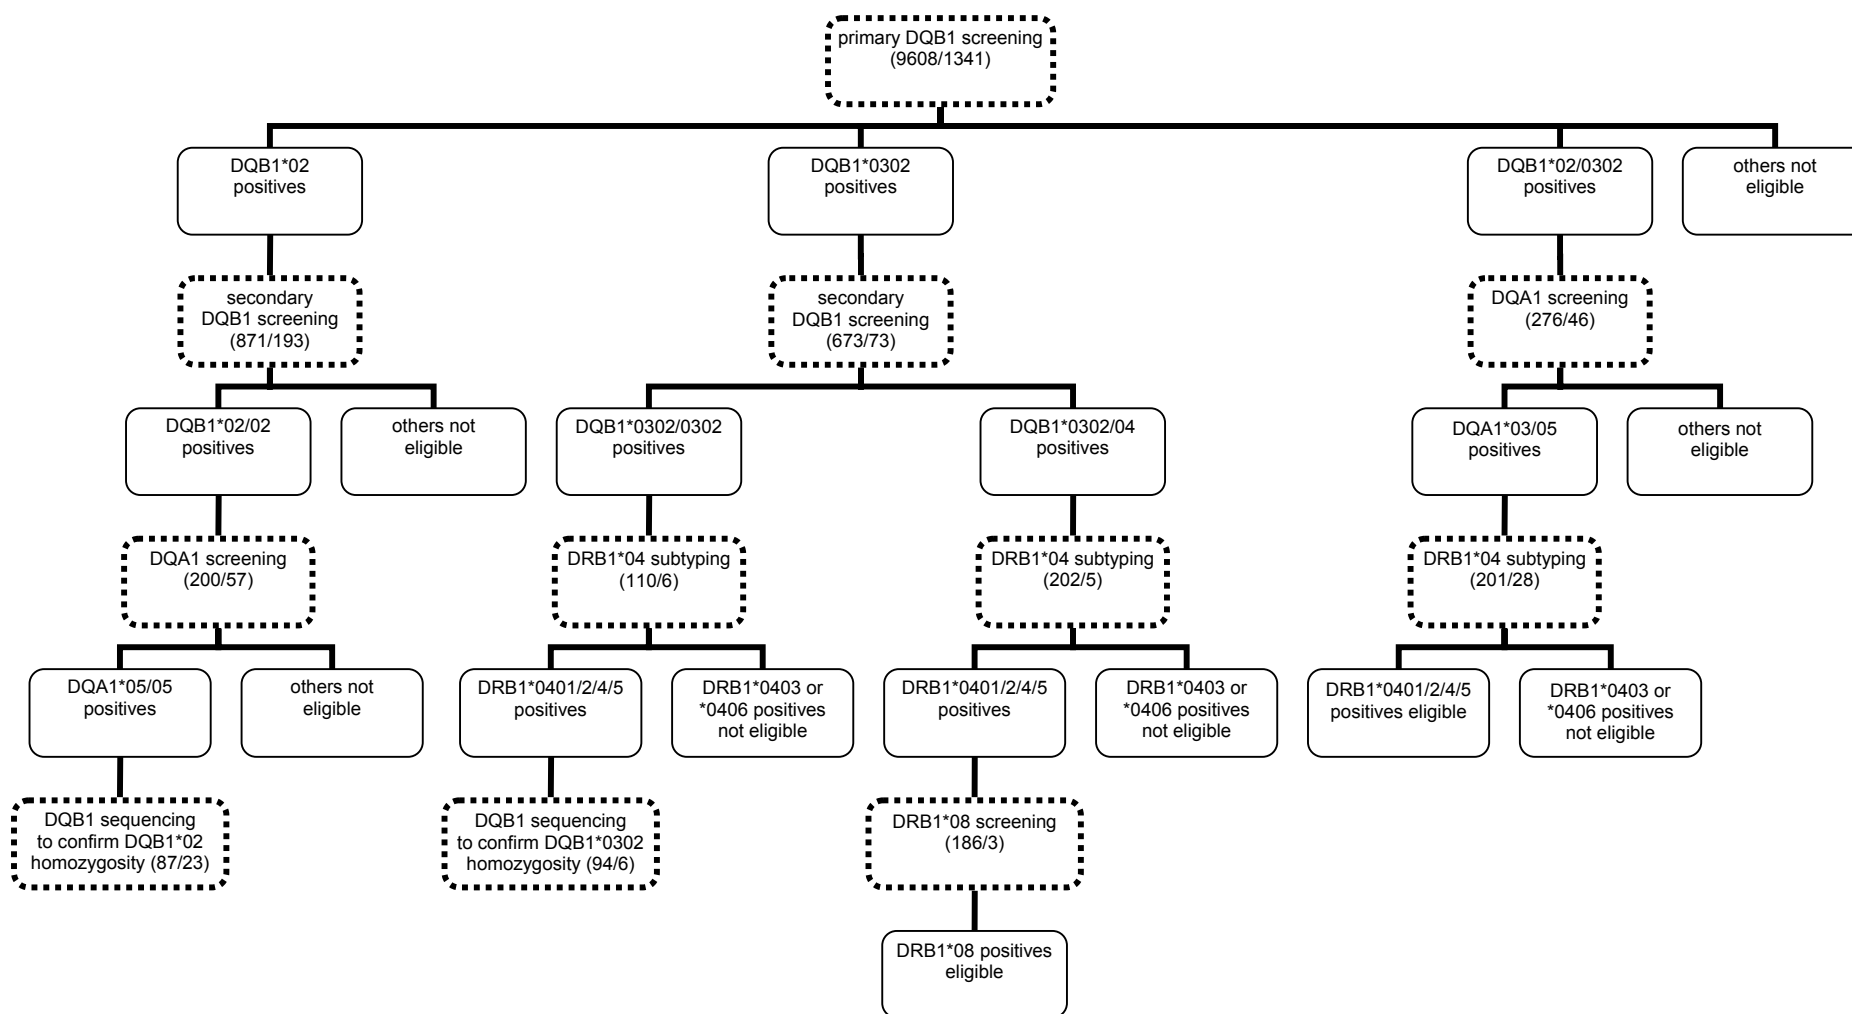 primary DQB1 screening
(9608/1341)
DQB1*02
positives
DQB1*0302
positives
DQB1*02/0302
positives
others not
eligible
secondary
DQB1 screening
(871/193)
secondary
DQB1 screening
(673/73)
DQA1 screening
(276/46)
DQB1*02/02
positives
others not
eligible
DQB1*0302/0302
positives
DQB1*0302/04
positives
DQA1*03/05
positives
others not
eligible
DQA1 screening
(200/57)
DRB1*04 subtyping
(110/6)
DRB1*04 subtyping
(202/5)
DRB1*04 subtyping
(201/28)
DQA1*05/05
positives
others not
eligible
DRB1*0401/2/4/5
positives
DRB1*0403 or
*0406 positives
not eligible
DRB1*0401/2/4/5
positives
DRB1*0403 or
*0406 positives
not eligible
DRB1*0401/2/4/5
positives eligible
DRB1*0403 or
*0406 positives
not eligible
DQB1 sequencing
to confirm DQB1*02
homozygosity (87/23)
DQB1 sequencing
to confirm DQB1*0302
homozygosity (94/6)
DRB1*08 screening
(186/3)
DRB1*08 positives
eligible